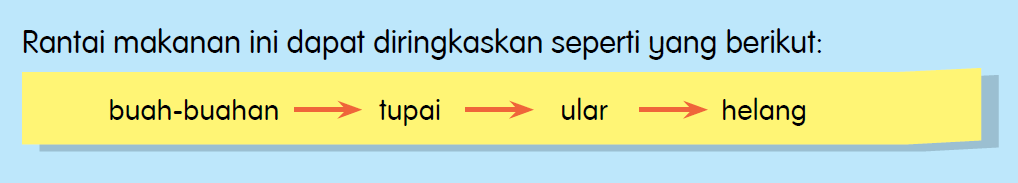 Rantai makanan ini dapat diringkaskan seperti yang berikut:
buah-buahan → tupai → ular → helang